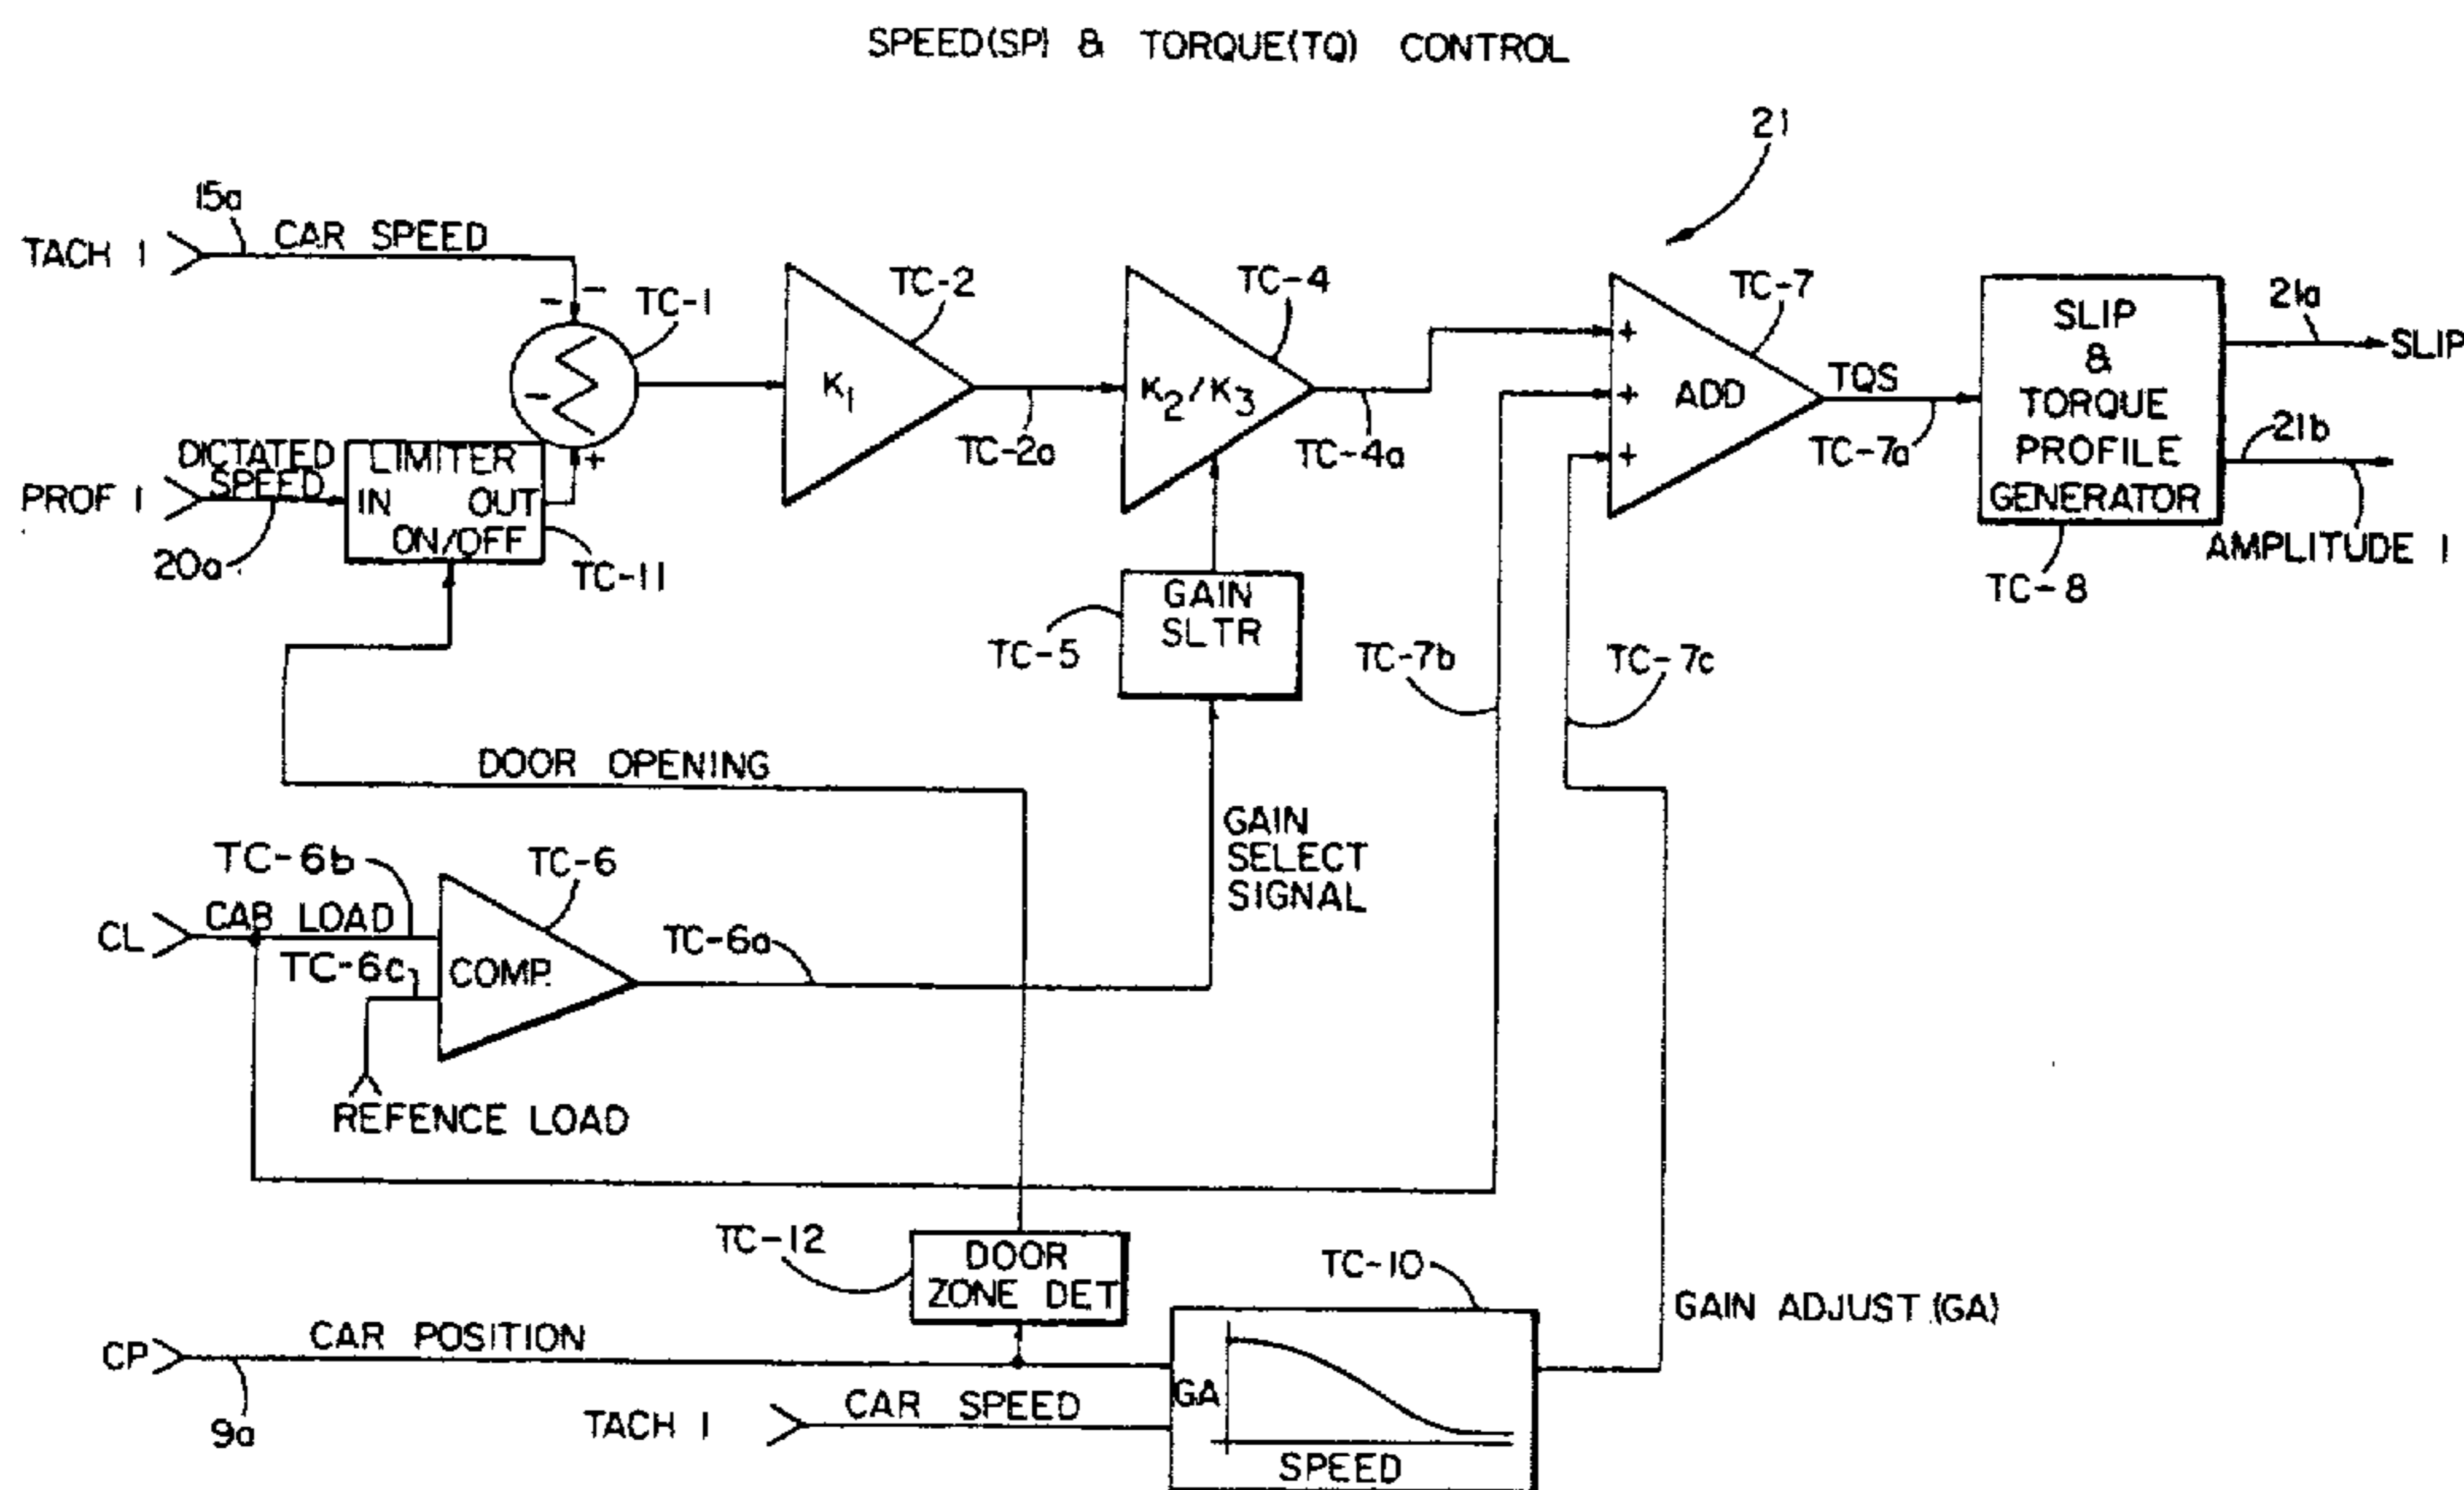 SPEED(SP) & TORQUE(TQ) CONTROL
21
15a
TACH 1
CAR SPEED
TC-1
TC-2
TC-4
TC-7
21a
SLIP
- -
-
+
K1
K2/K3
+
+
+
ADD
TQS
SLIP
&
TORQUE
PROFILE
GENERATOR
21b
AMPLITUDE 1
TC-2a
TC-4a
TC-7a
TC-8
PROF 1
DICTATED
SPEED
20a
LIMITER
IN OUT
ON/OFF
TC-11
GAIN
SLTR
TC-5
TC-7b
TC-7c
DOOR OPENING
GAIN
SELECT
SIGNAL
TC-6b
TC-6
CL
CAB LOAD
TC-6c
COMP.
TC-6a
REFENCE LOAD
TC-12
DOOR
ZONE DET
TC-10
GAIN ADJUST (GA)
CP
CAR POSITION
9a
TACH 1
CAR SPEED
GA
SPEED